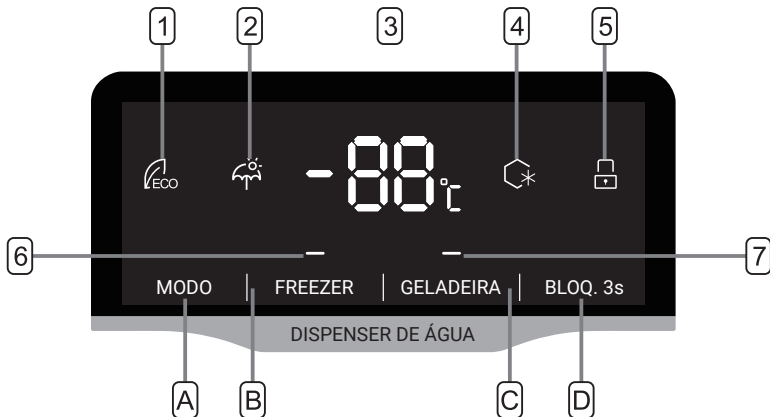 1 2 3 4 5
ECO -88°C
6 7
MODO FREEZER GELADEIRA BLOQ. 3s
DISPENSER DE ÁGUA
A B C D